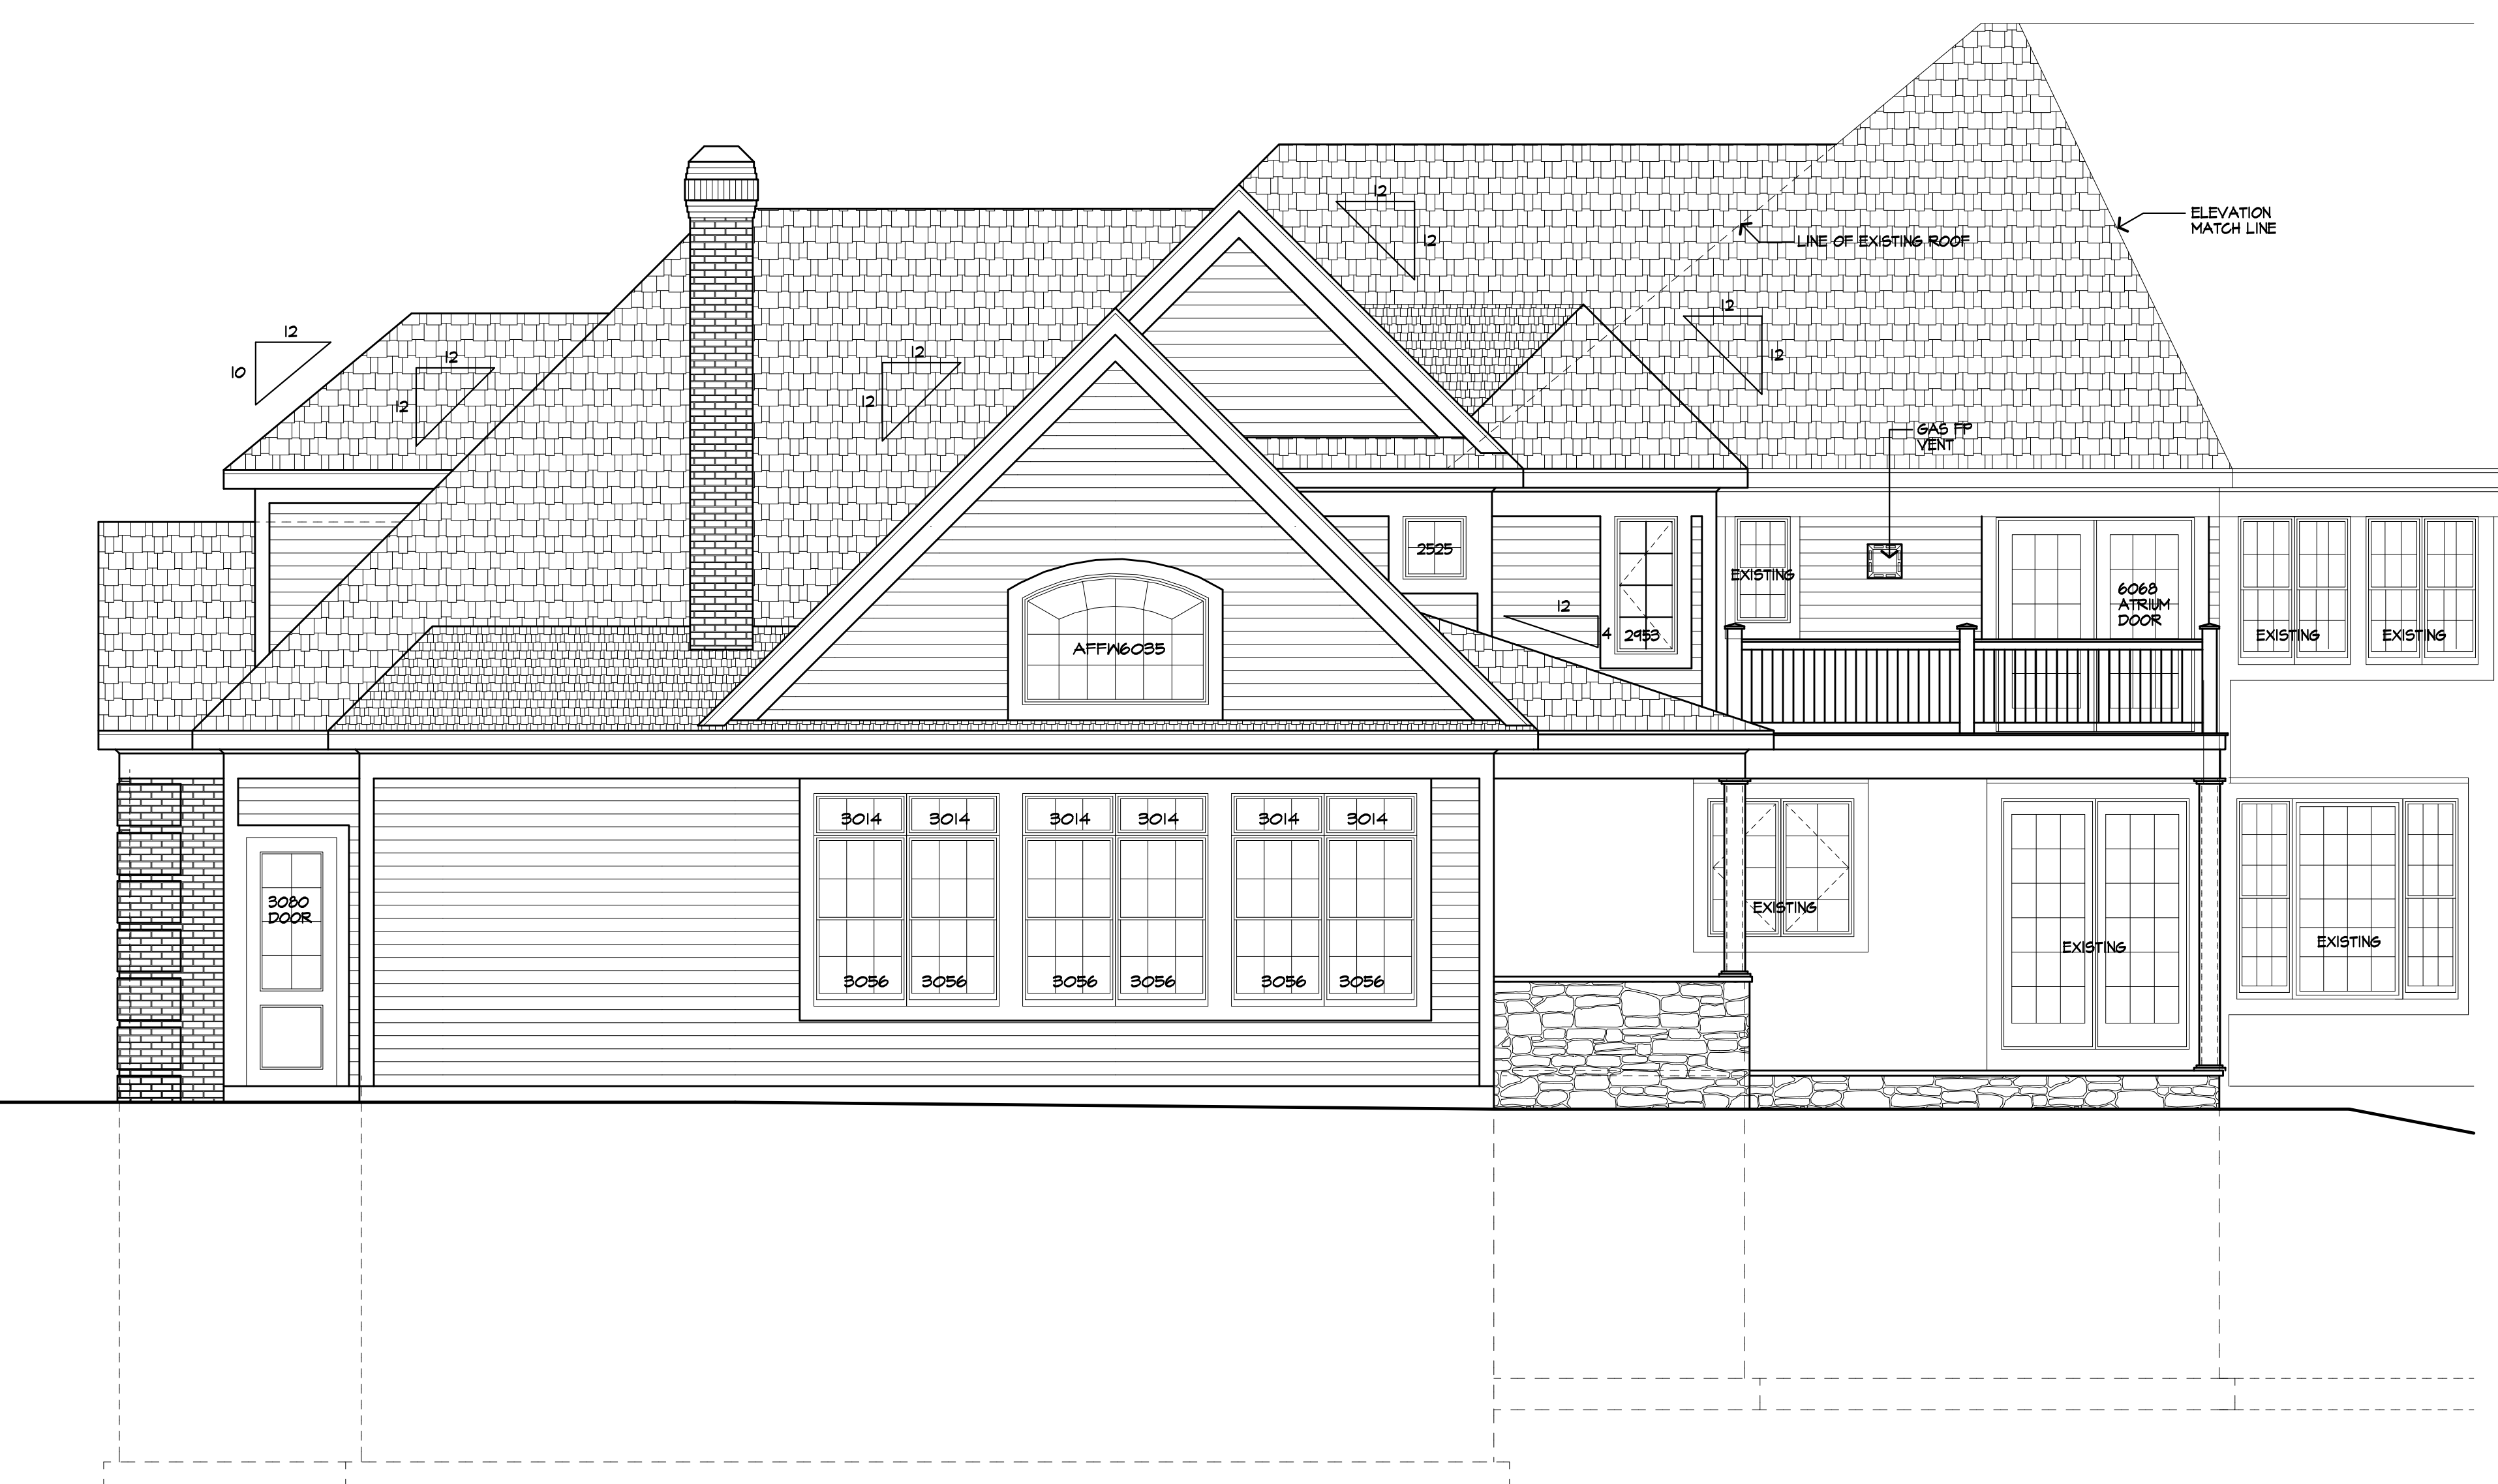 12
12
ELEVATION
MATCH LINE
LINE OF EXISTING ROOF
12
12
12
10
12
12
12
12
GAS FP
VENT
2525
EXISTING
6068
ATRIUM
DOOR
12
4
2953
EXISTING
EXISTING
AFFW6035
3014
3014
3014
3014
3014
3014
3080
DOOR
EXISTING
EXISTING
EXISTING
3056
3056
3056
3056
3056
3056